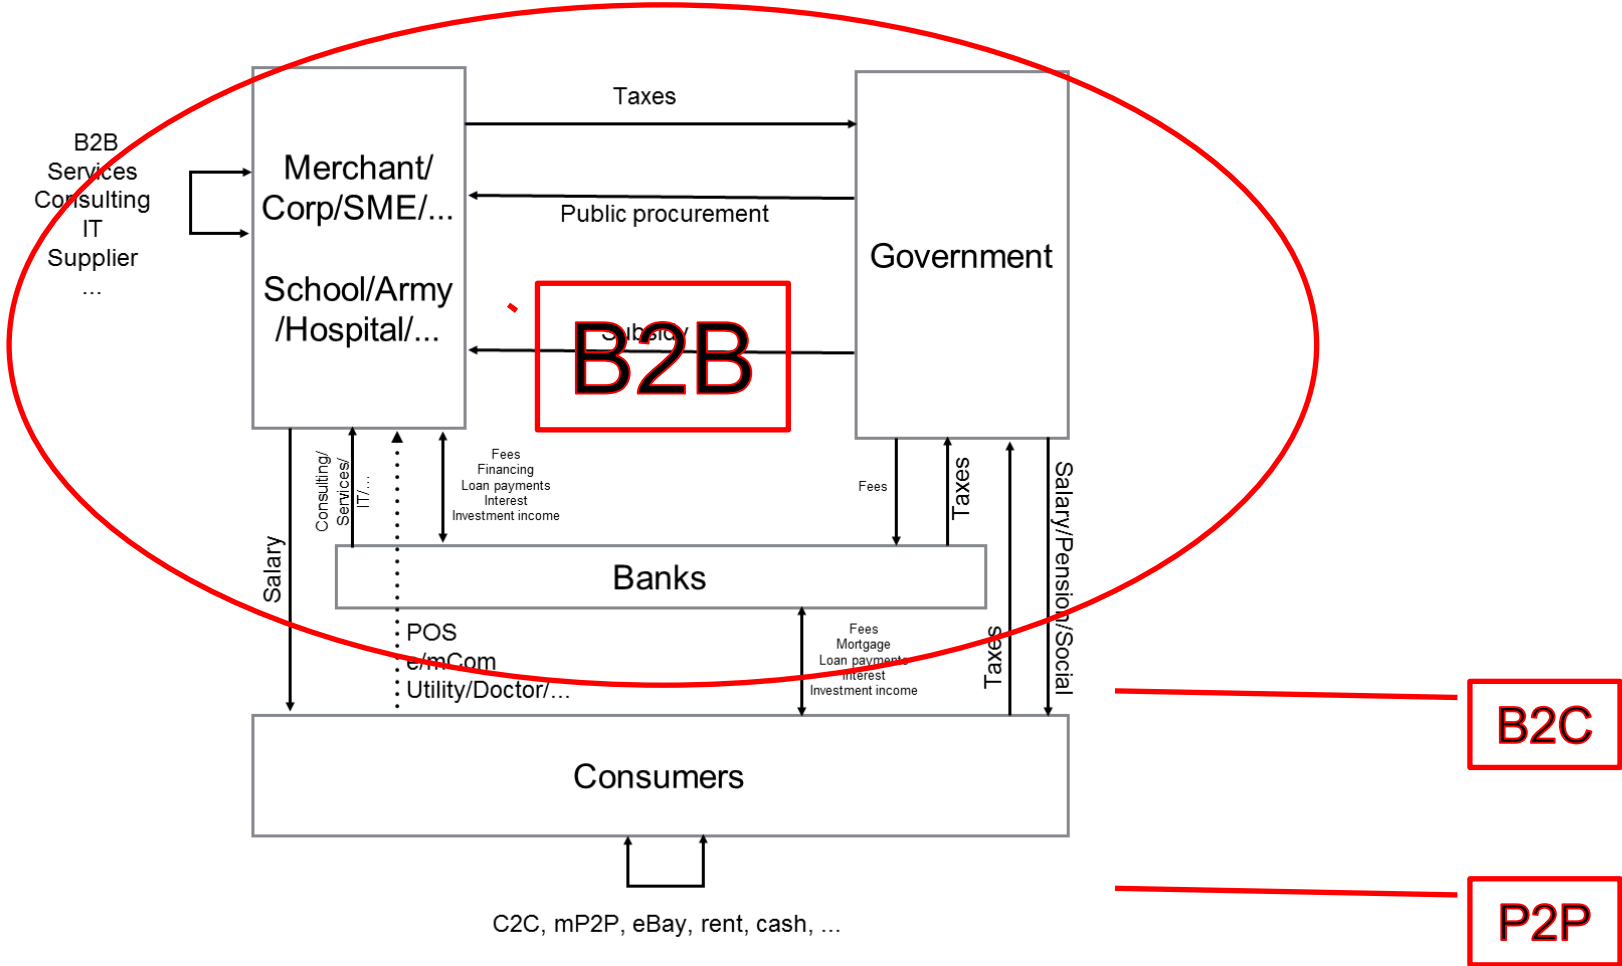 Taxes
B2B
Services
Consulting
IT
Supplier
...
Merchant/
Corp/SME/...
School/Army
/Hospital/...
Public procurement
Government
Subsidy
B2B
Salary
Consulting/
Services/
IT/...
Fees
Financing
Loan payments
Interest
Investment income
Fees
Taxes
Salary/Pension/Social
Banks
POS
e/mCom
Utility/Doctor/...
Fees
Mortgage
Loan payments
Interest
Investment income
Taxes
B2C
Consumers
P2P
C2C, mP2P, eBay, rent, cash, ...